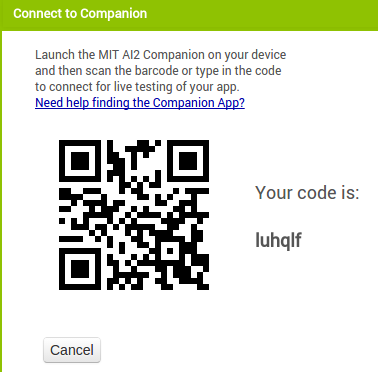 Connect to Companion
Launch the MIT AI2 Companion on your device
and then scan the barcode or type in the code
to connect for live testing of your app.
Need help finding the Companion App?
Your code is:
luhqlf
Cancel